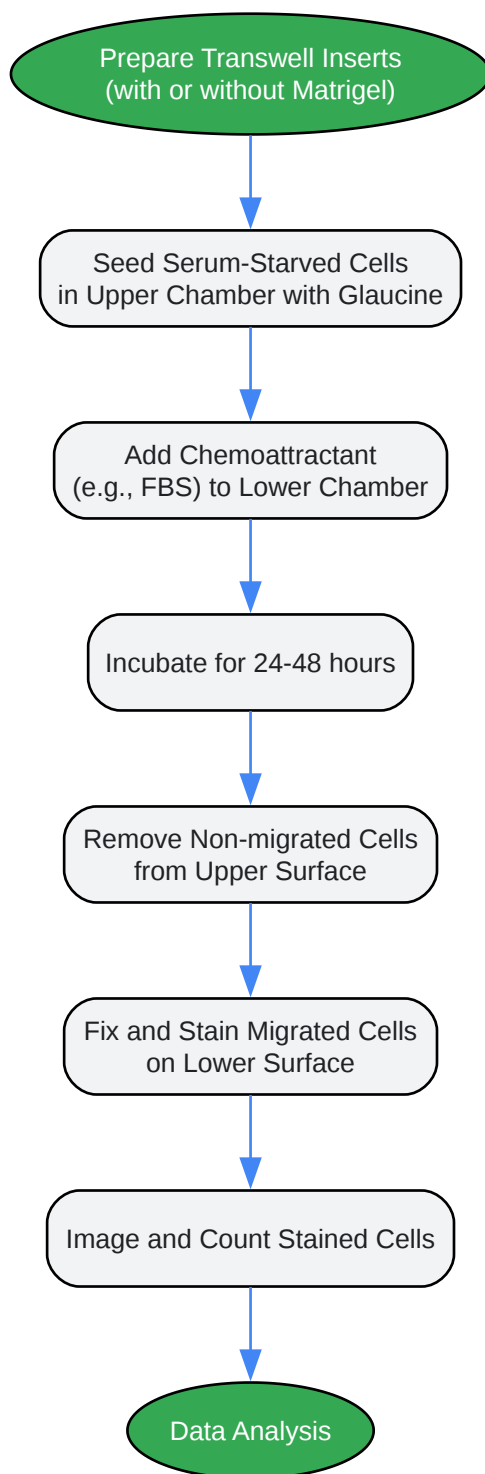 Prepare Transwell Inserts
(with or without Matrigel)
Seed Serum-Starved Cells
in Upper Chamber with Glaucine
Add Chemoattractant
(e.g., FBS) to Lower Chamber
Incubate for 24-48 hours
Remove Non-migrated Cells
from Upper Surface
Fix and Stain Migrated Cells
on Lower Surface
Image and Count Stained Cells
Data Analysis